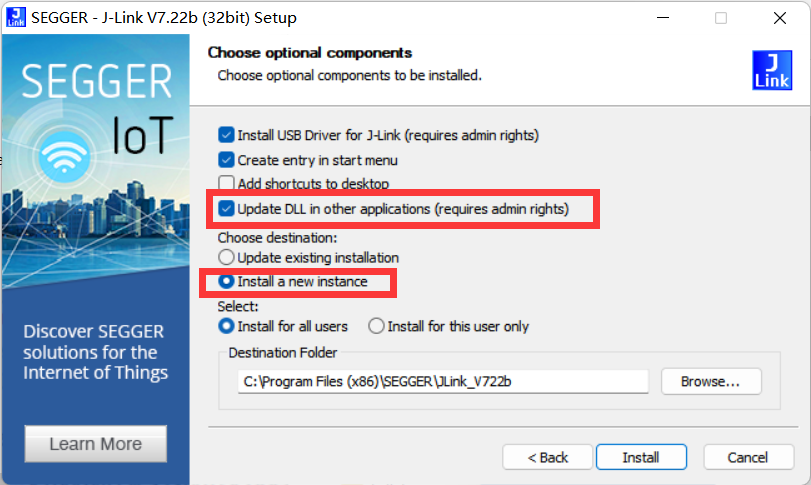 SEGGER - J-Link V7.22b (32bit) Setup
SEGGER
IoT
Discover SEGGER
solutions for the
Internet of Things
Learn More
Choose optional components
Choose optional components to be installed.
J
Link
Install USB Driver for J-Link (requires admin rights)
Create entry in start menu
Add shortcuts to desktop
Update DLL in other applications (requires admin rights)
Choose destination:
Update existing installation
Install a new instance
Select:
Install for all users Install for this user only
Destination Folder
C:\Program Files (x86)\SEGGER\JLink_V722b Browse...
< Back Install Cancel